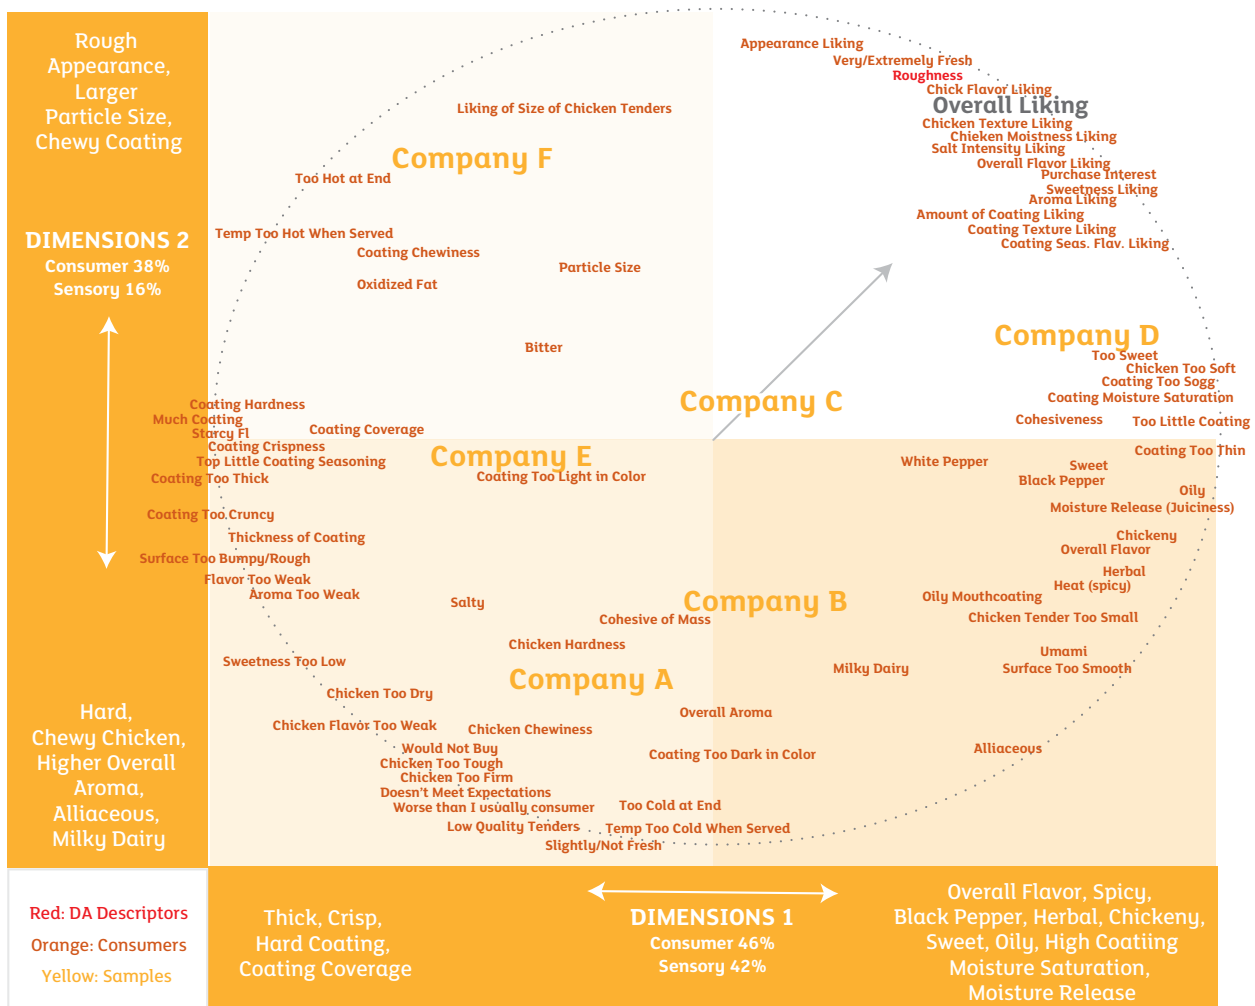 Rough
Appearance,
Larger
Particle Size,
Chewy Coating
DIMENSIONS 2
Consumer 38%
Sensory 16%
Hard,
Chewy Chicken,
Higher Overall
Aroma,
Alliaceous,
Milky Dairy
Appearance Liking
Very/Extremely Fresh
Roughness
Chick Flavor Liking
Overall Liking
Liking of Size of Chicken Tenders
Chicken Texture Liking
Chieken Moistness Liking
Salt Intensity Liking
Company F
Overall Flavor Liking
Purchase Interest
Too Hot at End
Sweetness Liking
Aroma Liking
Amount of Coating Liking
Coating Texture Liking
Temp Too Hot When Served
Coating Seas. Flav. Liking
Coating Chewiness
Particle Size
Oxidized Fat
Company D
Bitter
Too Sweet
Chicken Too Soft
Coating Too Sogg
Coating Moisture Saturation
Company C
Coating Hardness
Much Coating
Cohesiveness
Too Little Coating
Starcy Fl
Coating Coverage
Coating Crispness
Coating Too Thin
Company E
Top Little Coating Seasoning
White Pepper
Sweet
Coating Too Thick
Coating Too Light in Color
Black Pepper
Oily
Moisture Release (Juiciness)
Coating Too Cruncy
Thickness of Coating
Chickeny
Overall Flavor
Surface Too Bumpy/Rough
Herbal
Flavor Too Weak
Heat (spicy)
Aroma Too Weak
Oily Mouthcoating
Salty
Company B
Cohesive of Mass
Chicken Tender Too Small
Chicken Hardness
Umami
Sweetness Too Low
Milky Dairy
Surface Too Smooth
Company A
Chicken Too Dry
Overall Aroma
Chicken Flavor Too Weak
Chicken Chewiness
Would Not Buy
Coating Too Dark in Color
Alliaceous
Chicken Too Tough
Chicken Too Firm
Doesn't Meet Expectations
Worse than I usually consumer
Too Cold at End
Low Quality Tenders
Temp Too Cold When Served
Slightly/Not Fresh
Red: DA Descriptors
Orange: Consumers
Yellow: Samples
Thick, Crisp,
Hard Coating,
Coating Coverage
DIMENSIONS 1
Consumer 46%
Sensory 42%
Overall Flavor, Spicy,
Black Pepper, Herbal, Chickeny,
Sweet, Oily, High Coatiing
Moisture Saturation,
Moisture Release